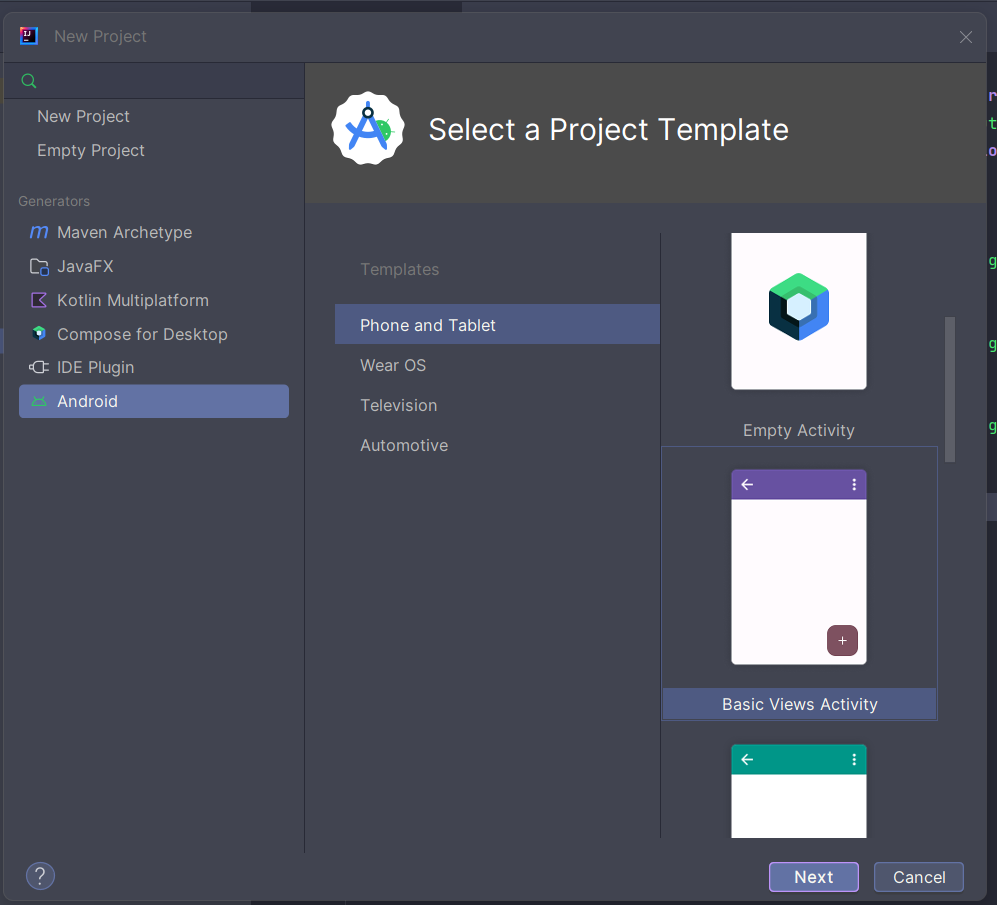 New Project
New Project
Empty Project
Generators
Maven Archetype
JavaFX
Kotlin Multiplatform
Compose for Desktop
IDE Plugin
Android
Select a Project Template
Templates
Phone and Tablet
Wear OS
Television
Automotive
Empty Activity
Basic Views Activity
?
Next
Cancel